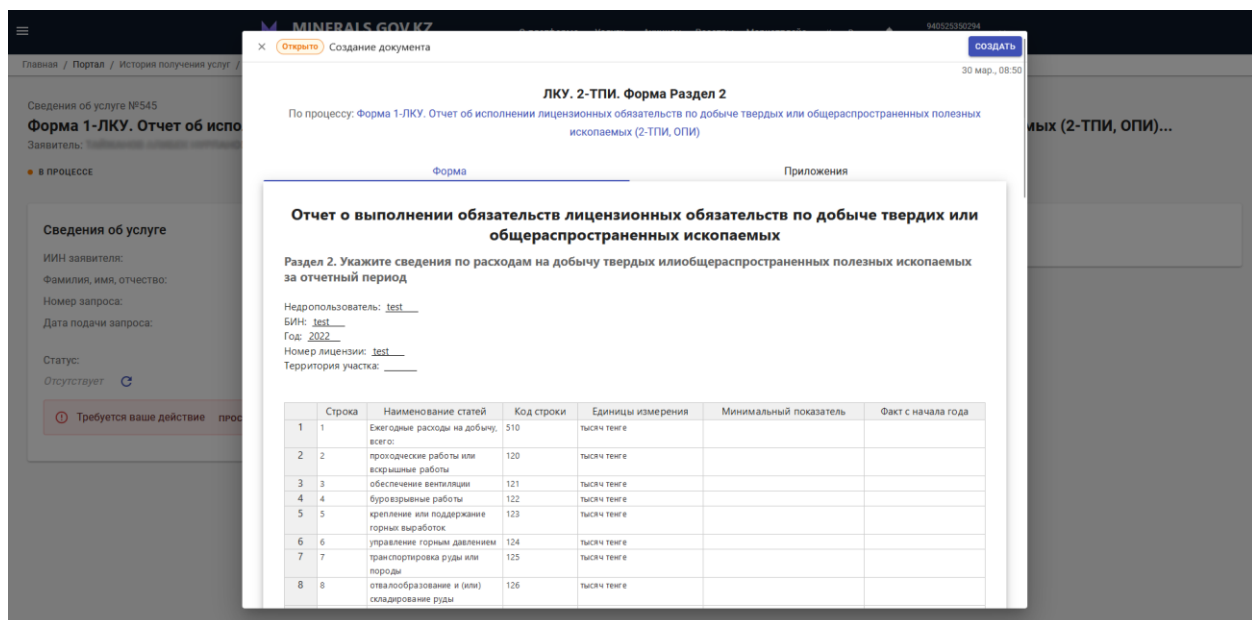 MINERALS.GOV.KZ
940525350294
Открыто Создание документа
СОЗДАТЬ
30 мар., 08:50
Главная / Портал / История получения услуг /
ЛКУ. 2-ТПИ. Форма Раздел 2
По процессу: Форма 1-ЛКУ. Отчет об исполнении лицензионных обязательств по добыче твердых или общераспространенных полезных
ископаемых (2-ТПИ, ОПИ)
Сведения об услуге №545
Форма 1-ЛКУ. Отчет об испо
мых (2-ТПИ, ОПИ)...
Заявитель:
В ПРОЦЕССЕ
Форма Приложения
Отчет о выполнении обязательств лицензионных обязательств по добыче твердих или
общераспространенных ископаемых
Раздел 2. Укажите сведения по расходам на добычу твердых илиобщераспространенных полезных ископаемых
за отчетный период
Сведения об услуге
ИИН заявителя:
Фамилия, имя, отчество:
Номер запроса:
Дата подачи запроса:
Статус:
Отсутствует
Требуется ваше действие ПРОС
Недропользователь: test
БИН: test
Год: 2022
Номер лицензии: test
Территория участка: ______
Строка Наименование статей Код строки Единицы измерения Минимальный показатель Факт с начала года
1 1 Ежегодные расходы на добычу, 510 тысяч тенге
всего:
2 2 проходческие работы или 120 тысяч тенге
вскрышные работы
3 3 обеспечение вентиляции 121 тысяч тенге
4 4 буровзрывные работы 122 тысяч тенге
5 5 крепление или поддержание 123 тысяч тенге
горных выработок
6 6 управление горным давлением 124 тысяч тенге
7 7 транспортировка руды или 125 тысяч тенге
породы
8 8 отвалообразование и (или) 126 тысяч тенге
складирование руды